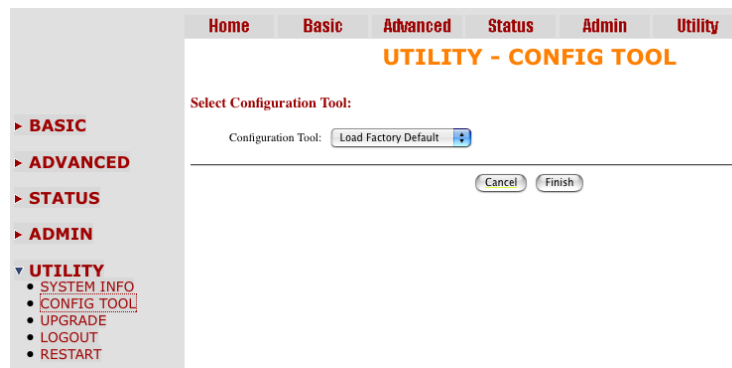 Home Basic Advanced Status Admin Utility
UTILITY - CONFIG TOOL
Select Configuration Tool:
Configuration Tool: Load Factory Default
Cancel Finish
BASIC
ADVANCED
STATUS
ADMIN
UTILITY
SYSTEM INFO
CONFIG TOOL
UPGRADE
LOGOUT
RESTART